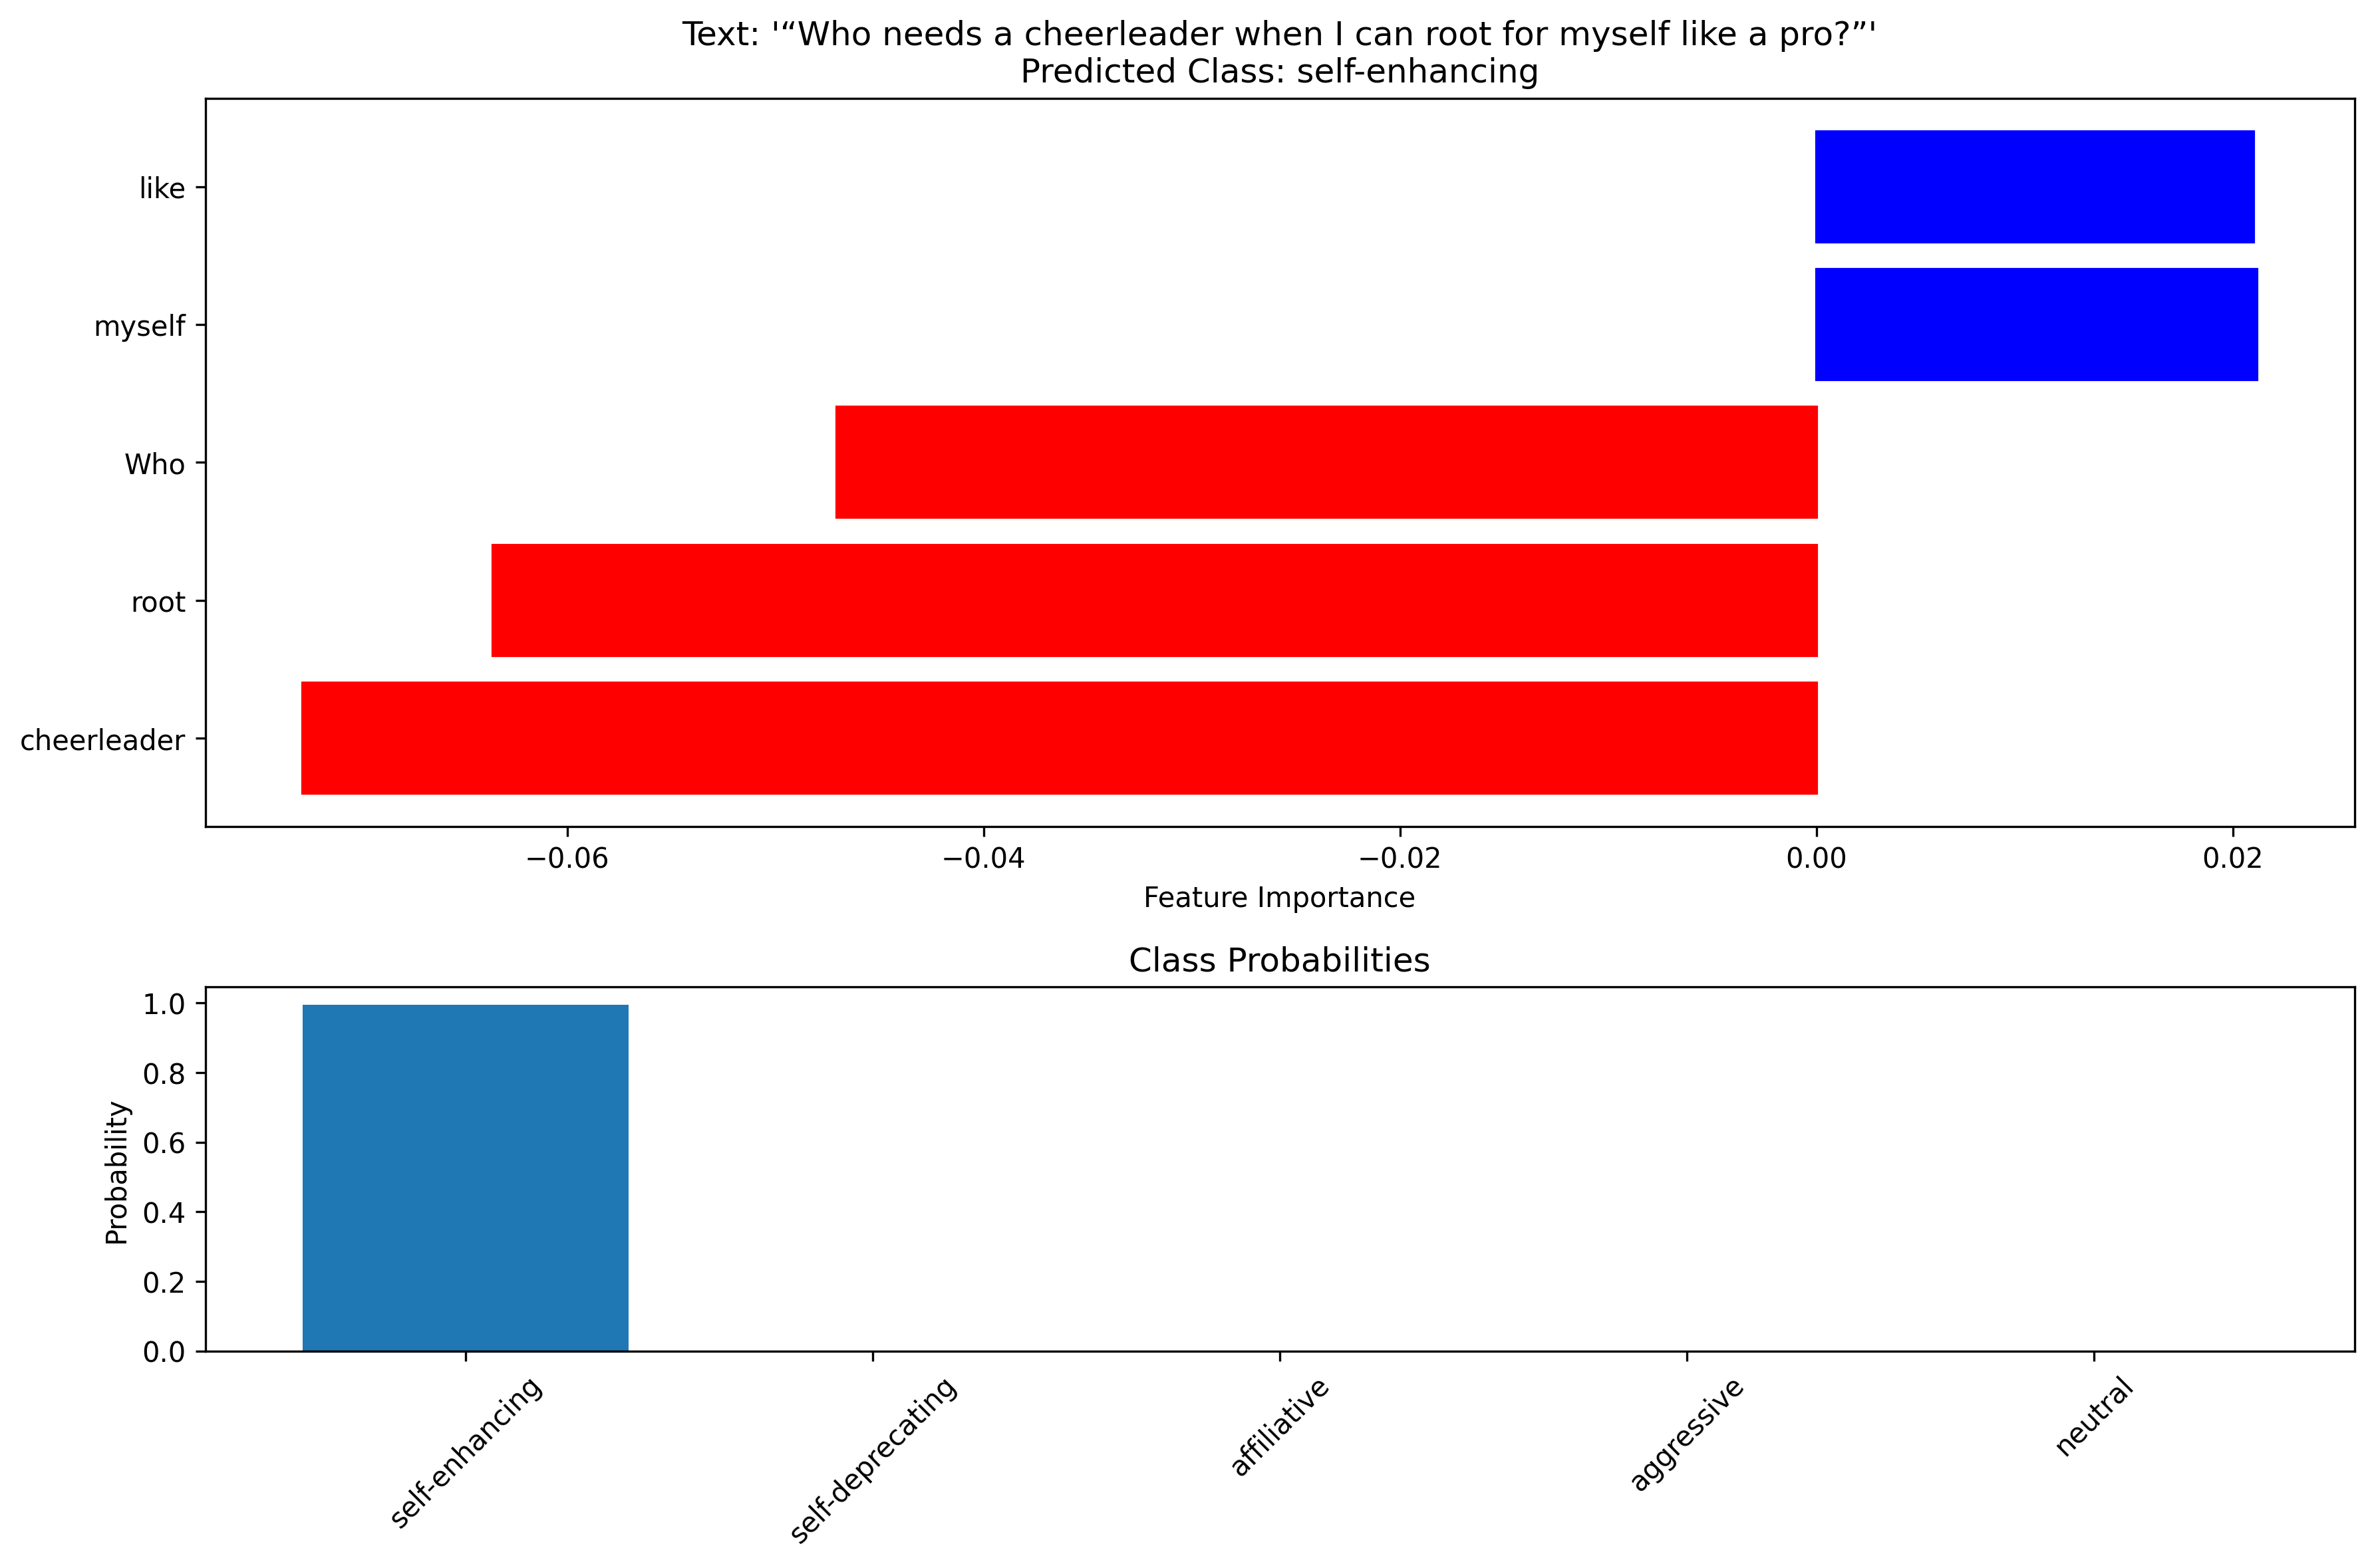 Text: '“Who needs a cheerleader when I can root for myself like a pro?”'
Predicted Class: self-enhancing
like
myself
Who
root
cheerleader
−0.06
−0.04
−0.02
0.00
0.02
Feature Importance
Class Probabilities
1.0
0.8
0.6
0.4
0.2
0.0
Probability
self-enhancing
self-deprecating
affiliative
aggressive
neutral